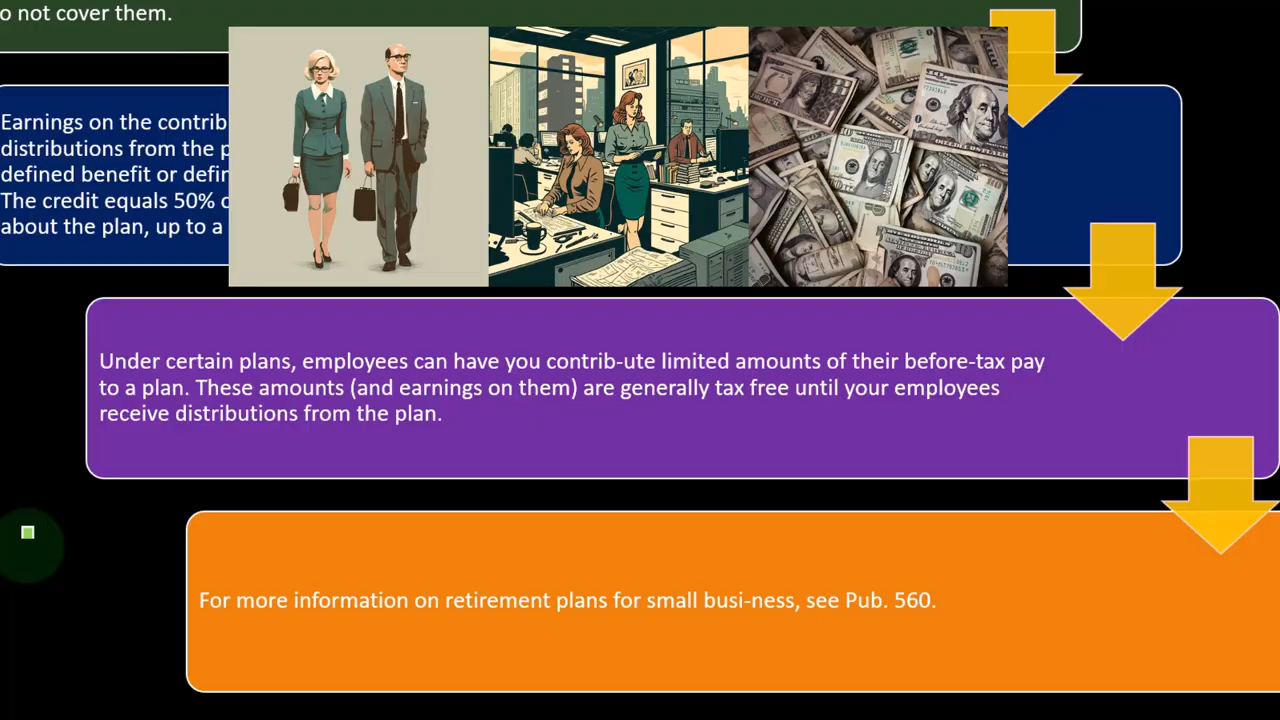 o not cover them.
Earnings on the contrib
distributions from the p
defined benefit or defin
The credit equals 50% o
about the plan, up to a
Under certain plans, employees can have you contrib-ute limited amounts of their before-tax pay
to a plan. These amounts (and earnings on them) are generally tax free until your employees
receive distributions from the plan.
For more information on retirement plans for small busi-ness, see Pub. 560.